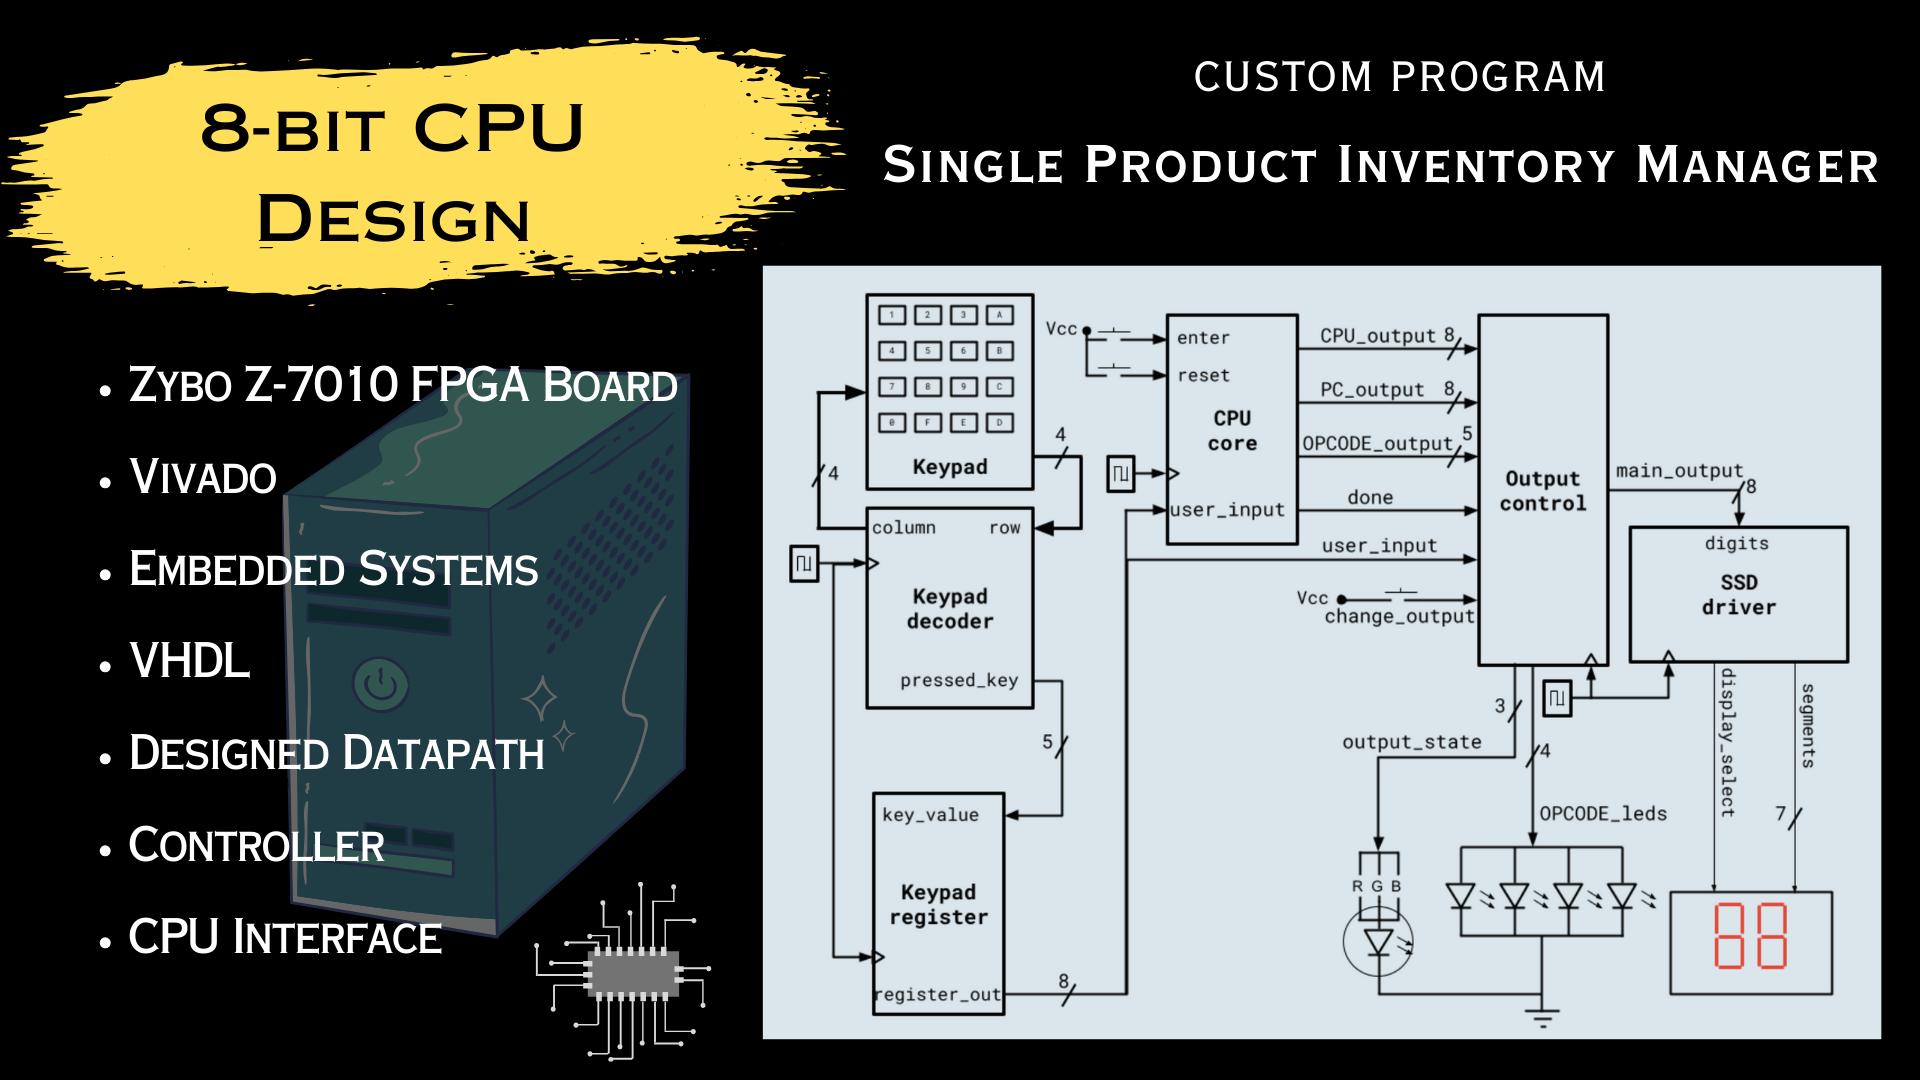 8-BIT CPU
DESIGN
CUSTOM PROGRAM
SINGLE PRODUCT INVENTORY MANAGER
• ZYBO Z-7010 FPGA BOARD
• VIVADO
• EMBEDDED SYSTEMS
• VHDL
• DESIGNED DATAPATH
• CONTROLLER
• CPU INTERFACE
1 2 3 A
4 5 6 B
7 8 9 C
0 F E D
Keypad
4
4
column row
Keypad
decoder
pressed_key
5
key_value
Keypad
register
register_out
8
Vcc
enter
reset
CPU
core
user_input
CPU_output 8
PC_output 8
OPCODE_output 5
done
user_input
Vcc
change_output
Output
control
main_output
8
digits
SSD
driver
3
output_state
4
OPCODE_leds
display_select
segments
7
R G B
88